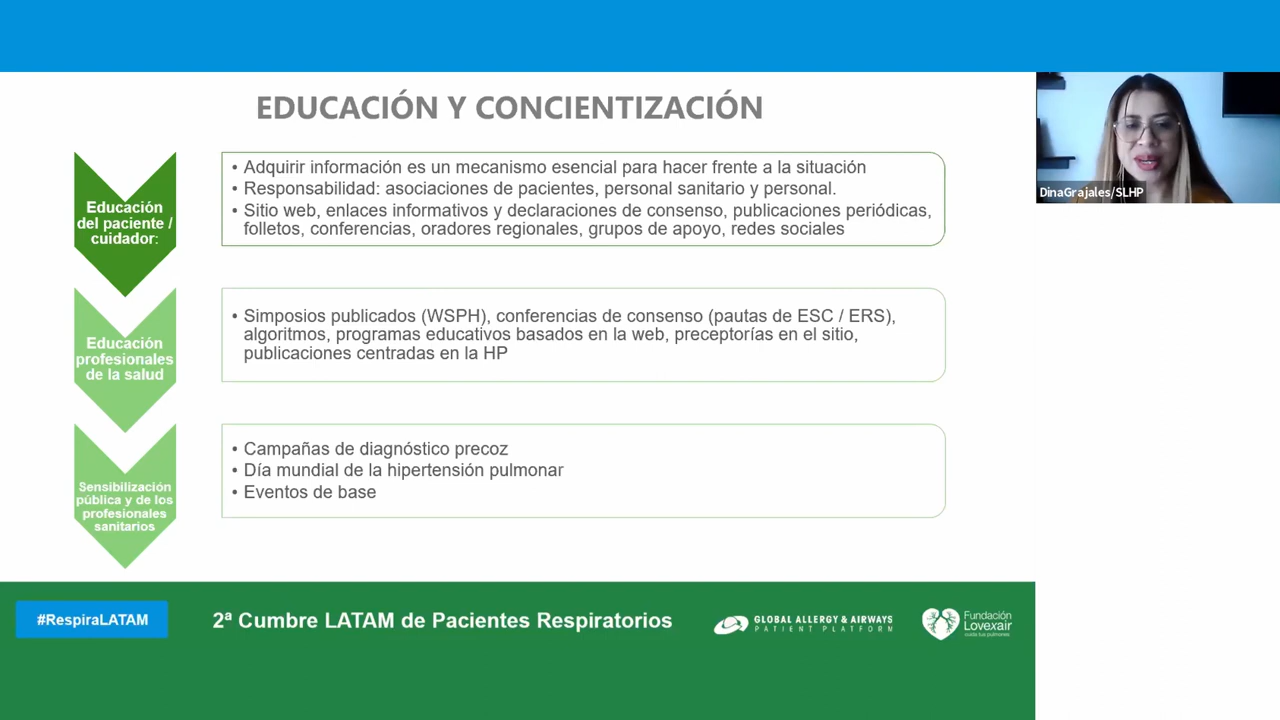 EDUCACIÓN Y CONCIENTIZACIÓN
DinaGrajales/SLHP
Educación
del paciente /
cuidador:
• Adquirir información es un mecanismo esencial para hacer frente a la situación
• Responsabilidad: asociaciones de pacientes, personal sanitario y personal.
• Sitio web, enlaces informativos y declaraciones de consenso, publicaciones periódicas,
folletos, conferencias, oradores regionales, grupos de apoyo, redes sociales
Educación
profesionales
de la salud
• Simposios publicados (WSPH), conferencias de consenso (pautas de ESC / ERS),
algoritmos, programas educativos basados en la web, preceptorías en el sitio,
publicaciones centradas en la HP
Sensibilización
pública y de los
profesionales
sanitarios
• Campañas de diagnóstico precoz
• Día mundial de la hipertensión pulmonar
• Eventos de base
#RespiraLATAM
2ª Cumbre LATAM de Pacientes Respiratorios
GLOBAL ALLERGY & AIRWAYS
PATIENT PLATFORM
Fundación
Lovexair
cuida tus pulmones